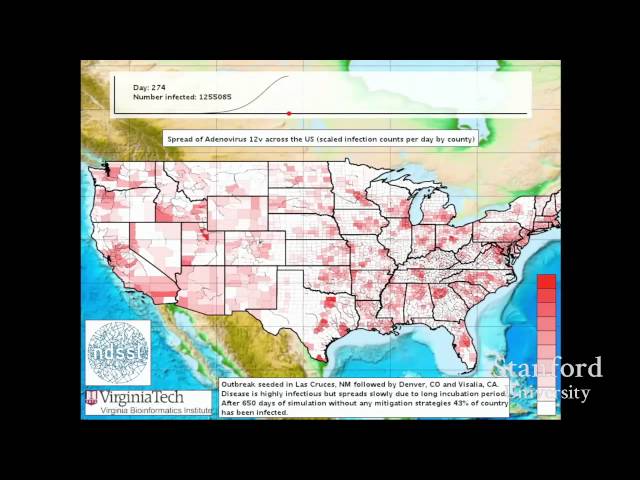 Day: 274
Number infected: 1255085
Spread of Adenovirus 12v across the US (scaled infection counts per day by county)
ndssl
VirginiaTech
Virginia Bioinformatics Institute
Outbreak seeded in Las Cruces, NM followed by Denver, CO and Visalia, CA.
Disease is highly infectious but spreads slowly due to long incubation period.
After 650 days of simulation without any mitigation strategies 43% of country
has been infected.
Stanford
University